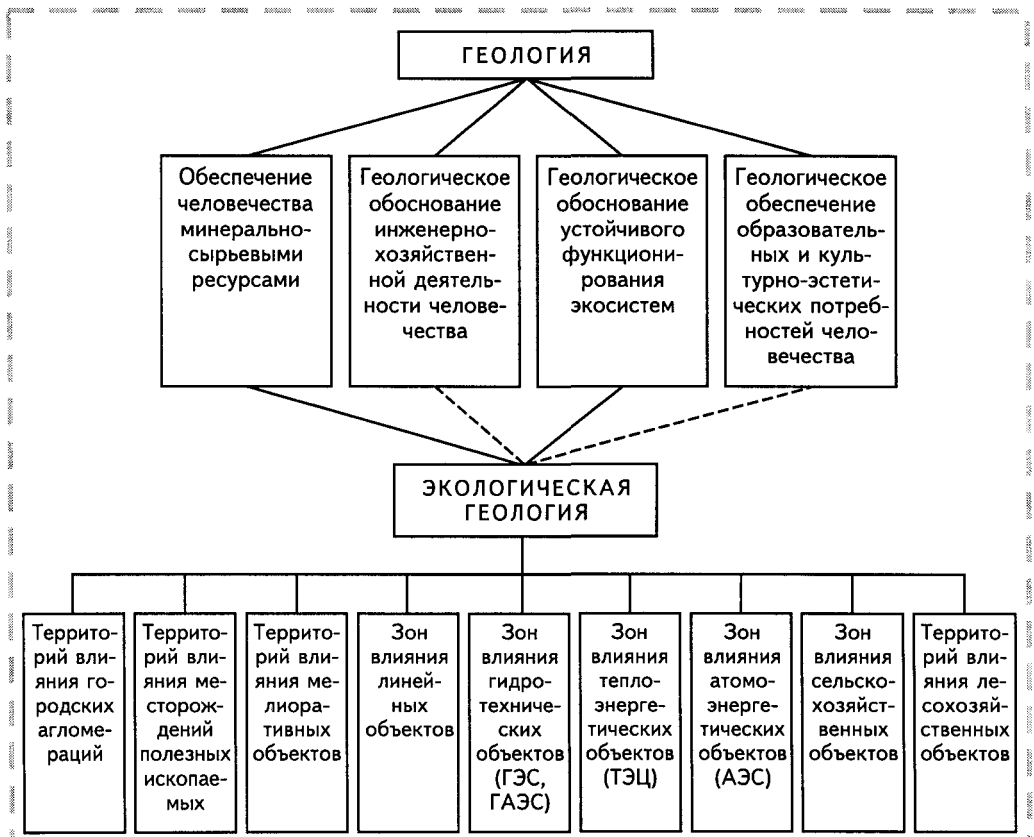 ГЕОЛОГИЯ
Обеспечение
человечества
минерально-
сырьевыми
ресурсами
Геологическое
обоснование
инженерно-
хозяйствен-
ной деятель-
ности челове-
чества
Геологическое
обоснование
устойчивого
функциони-
рования
экосистем
Геологическое
обеспечение
образователь-
ных и куль-
турно-эстети-
ческих потреб-
ностей чело-
вечества
ЭКОЛОГИЧЕСКАЯ
ГЕОЛОГИЯ
Террито-
рий вли-
яния го-
родских
агломе-
раций
Террито-
рий вли-
яния ме-
сторож-
дений
полезных
ископае-
мых
Террито-
рий вли-
яния ме-
лиора-
тивных
объектов
Зон
влияния
линей-
ных
объектов
Зон
влияния
гидро-
техниче-
ских
объектов
(ГЭС,
ГАЭС)
Зон
влияния
тепло-
энерге-
тических
объектов
(ТЭЦ)
Зон
влияния
атомо-
энерге-
тических
объектов
(АЭС)
Зон
влияния
сельско-
хозяйст-
венных
объектов
Террито-
рий вли-
яния ле-
сохозяй-
ственных
объектов